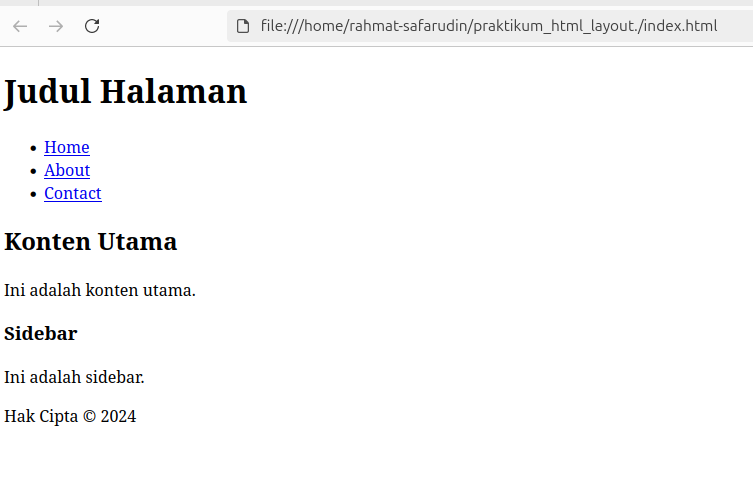 file:///home/rahmat-safarudin/praktikum_html_layout./index.html
Judul Halaman
Home
About
Contact
Konten Utama
Ini adalah konten utama.
Sidebar
Ini adalah sidebar.
Hak Cipta © 2024